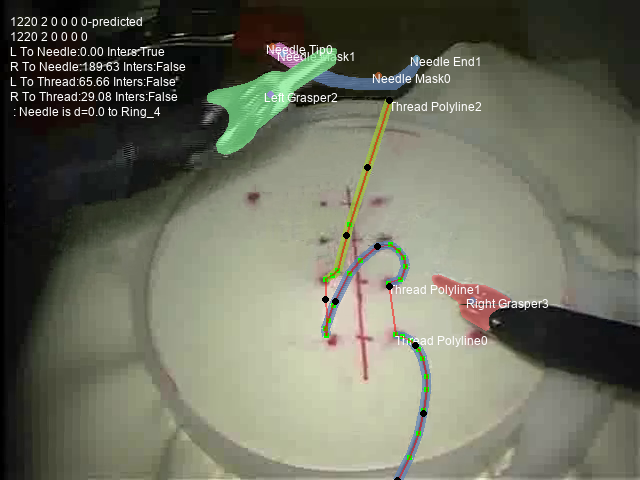 1220 2 0 0 0 0-predicted
1220 2 0 0 0 0
L To Needle:0.00 Inters:True
R To Needle:189.63 Inters:False
L To Thread:65.66 Inters:False
R To Thread:29.08 Inters:False
: Needle is d=0.0 to Ring_4
Needle Tip0
Needle Mask1
Needle End1
Needle Mask0
Left Grasper2
Thread Polyline2
Thread Polyline1
Right Grasper3
Thread Polyline0